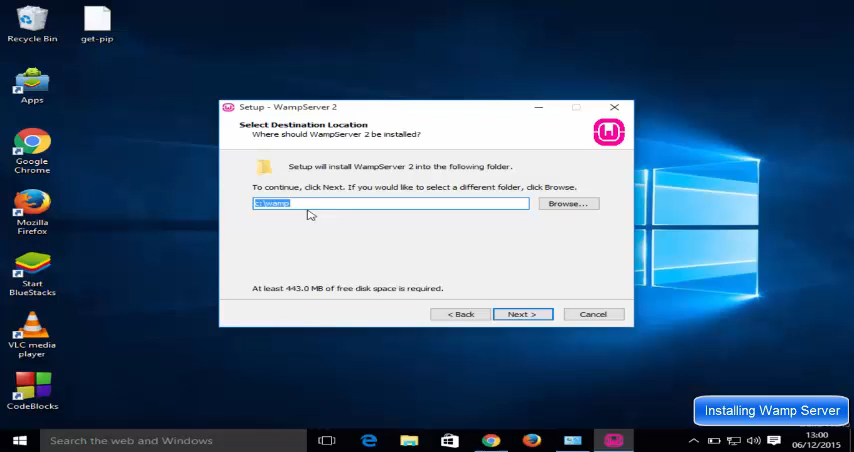 Recycle Bin
get-pip
Apps
Google
Chrome
Mozilla
Firefox
Start
BlueStacks
VLC media
player
CodeBlocks
Setup - WampServer 2
Select Destination Location
Where should WampServer 2 be installed?
Setup will install WampServer 2 into the following folder.
To continue, click Next. If you would like to select a different folder, click Browse.
c:\wamp
Browse...
At least 443.0 MB of free disk space is required.
< Back
Next >
Cancel
Installing Wamp Server
Search the web and Windows
13:00
06/12/2015